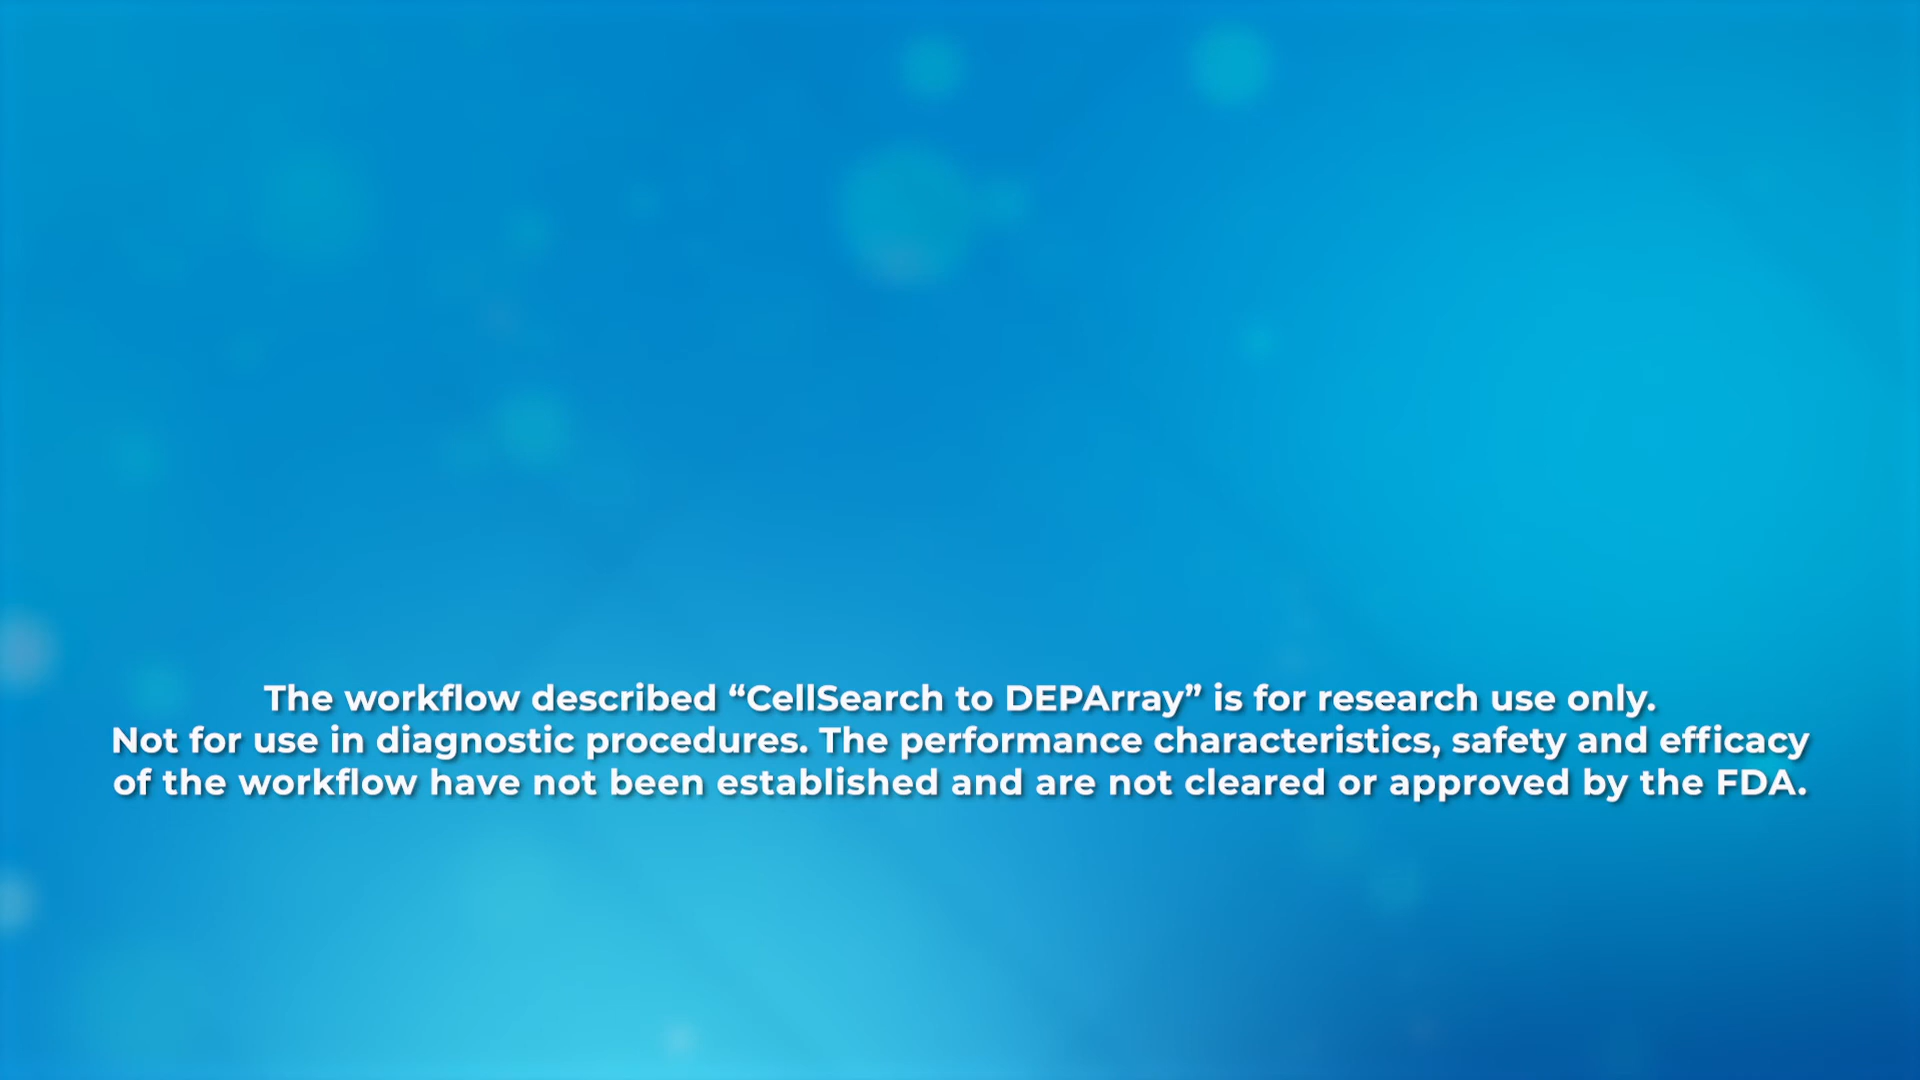 The workflow described “CellSearch to DEPArray” is for research use only.
Not for use in diagnostic procedures. The performance characteristics, safety and efficacy
of the workflow have not been established and are not cleared or approved by the FDA.